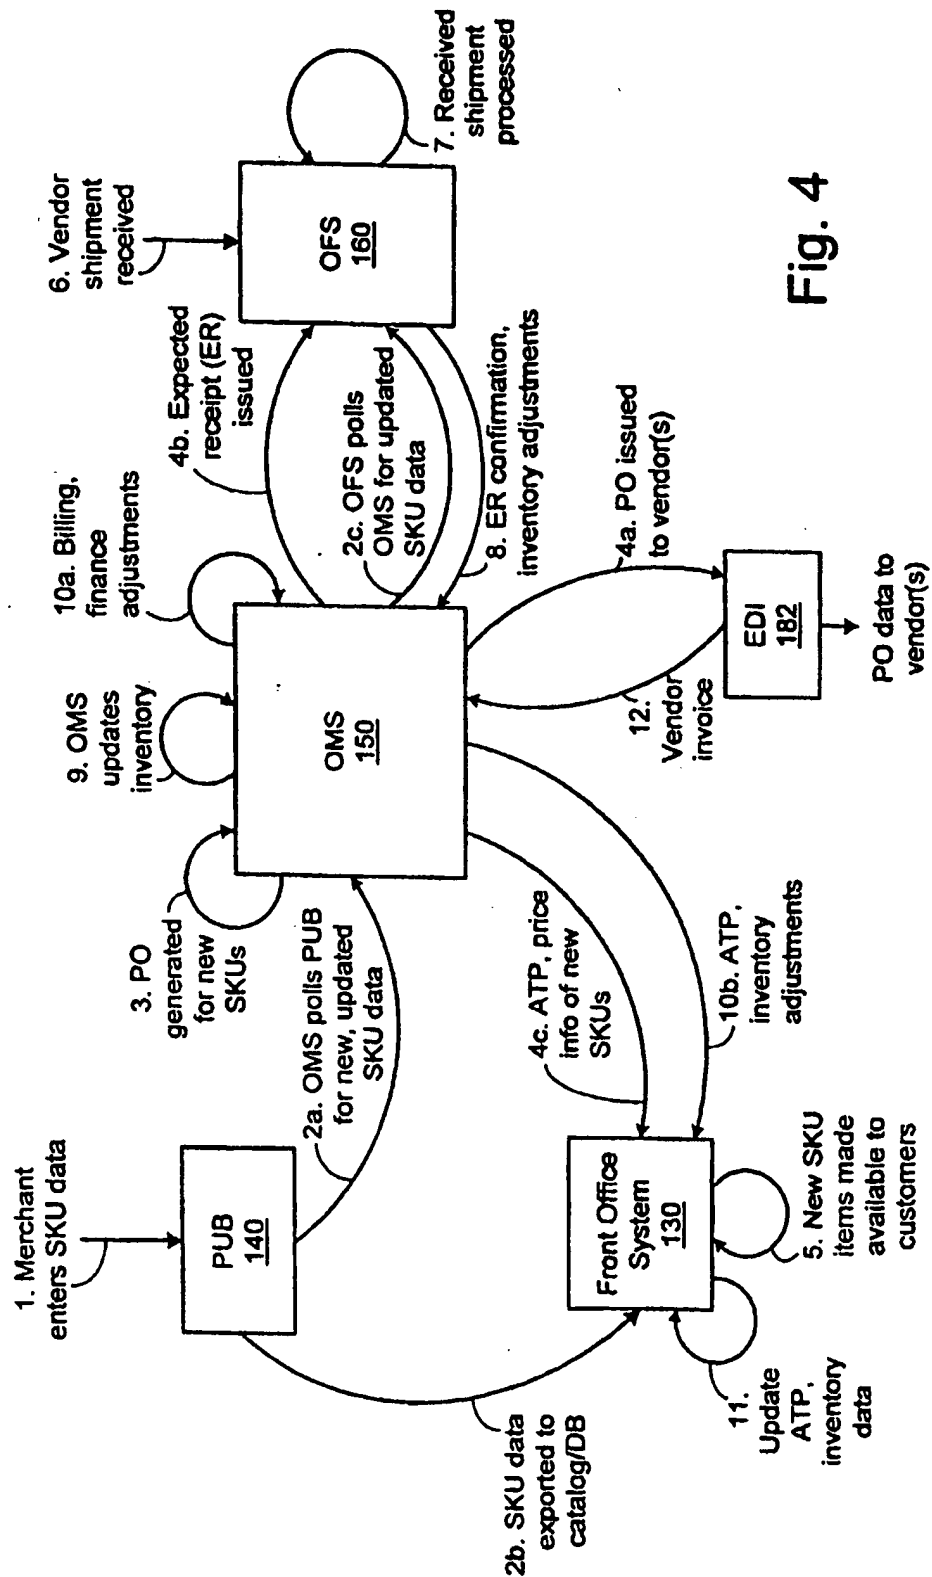 1. Merchant
enters SKU data
PUB
140
2a. OMS polls PUB
for new, updated
SKU data
2b. SKU data
exported to
catalog/DB
3. PO
generated
for new
SKUs
9. OMS
updates
inventory
10a. Billing,
finance
adjustments
OMS
150
4b. Expected
receipt (ER)
issued
2c. OFS polls
OMS for updated
SKU data
8. ER confirmation,
inventory adjustments
6. Vendor
shipment
received
OFS
160
7. Received
shipment
processed
4a. PO issued
to vendor(s)
12.
Vendor
invoice
EDI
182
PO data to
vendor(s)
4c. ATP, price
info of new
SKUs
10b. ATP,
inventory
adjustments
Front Office
System
130
5. New SKU
items made
available to
customers
11.
Update
ATP,
inventory
data
Fig. 4